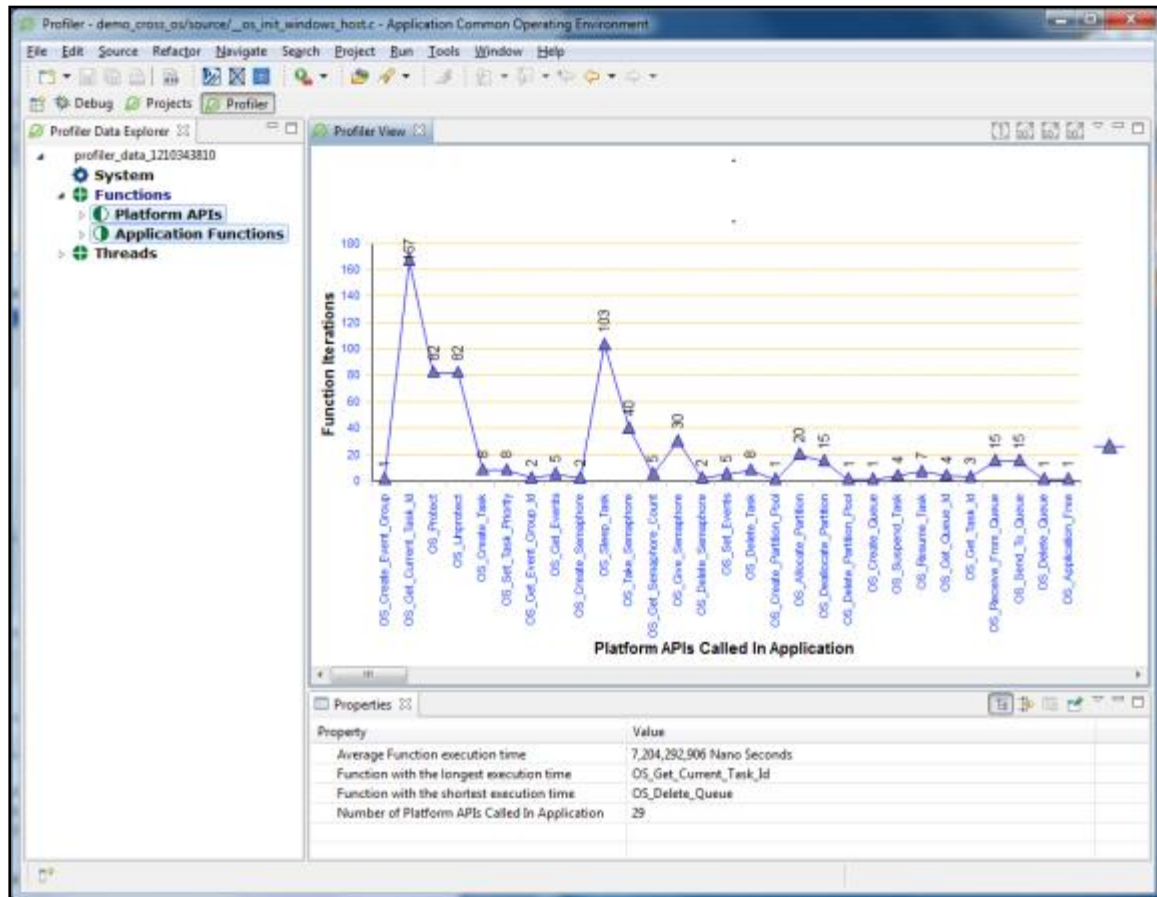 Profiler - demo_cross_os/source/__os_init_windows_host.c - Application Common Operating Environment
File Edit Source Refactor Navigate Search Project Run Tools Window Help
Debug Projects Profiler
Profiler Data Explorer
profiler_data_1210343810
System
Functions
Platform APIs
Application Functions
Threads
Profiler View
Function Iterations
180
160
140
120
100
80
60
40
20
0
1
167
82
82
8
8
2
5
2
103
40
5
30
2
5
8
1
20
15
1
1
4
7
4
3
15
15
1
1
OS_Create_Event_Group
OS_Get_Current_Task_Id
OS_Protect
OS_Unprotect
OS_Create_Task
OS_Set_Task_Priority
OS_Get_Event_Group_Id
OS_Get_Events
OS_Create_Semaphore
OS_Sleep_Task
OS_Take_Semaphore
OS_Get_Semaphore_Count
OS_Give_Semaphore
OS_Delete_Semaphore
OS_Set_Events
OS_Delete_Task
OS_Create_Partition_Pool
OS_Allocate_Partition
OS_Deallocate_Partition
OS_Delete_Partition_Pool
OS_Create_Queue
OS_Suspend_Task
OS_Resume_Task
OS_Get_Queue_Id
OS_Get_Task_Id
OS_Receive_From_Queue
OS_Send_To_Queue
OS_Delete_Queue
OS_Application_Free
Platform APIs Called In Application
Properties
Property Value
Average Function execution time 7,204,292,906 Nano Seconds
Function with the longest execution time OS_Get_Current_Task_Id
Function with the shortest execution time OS_Delete_Queue
Number of Platform APIs Called In Application 29